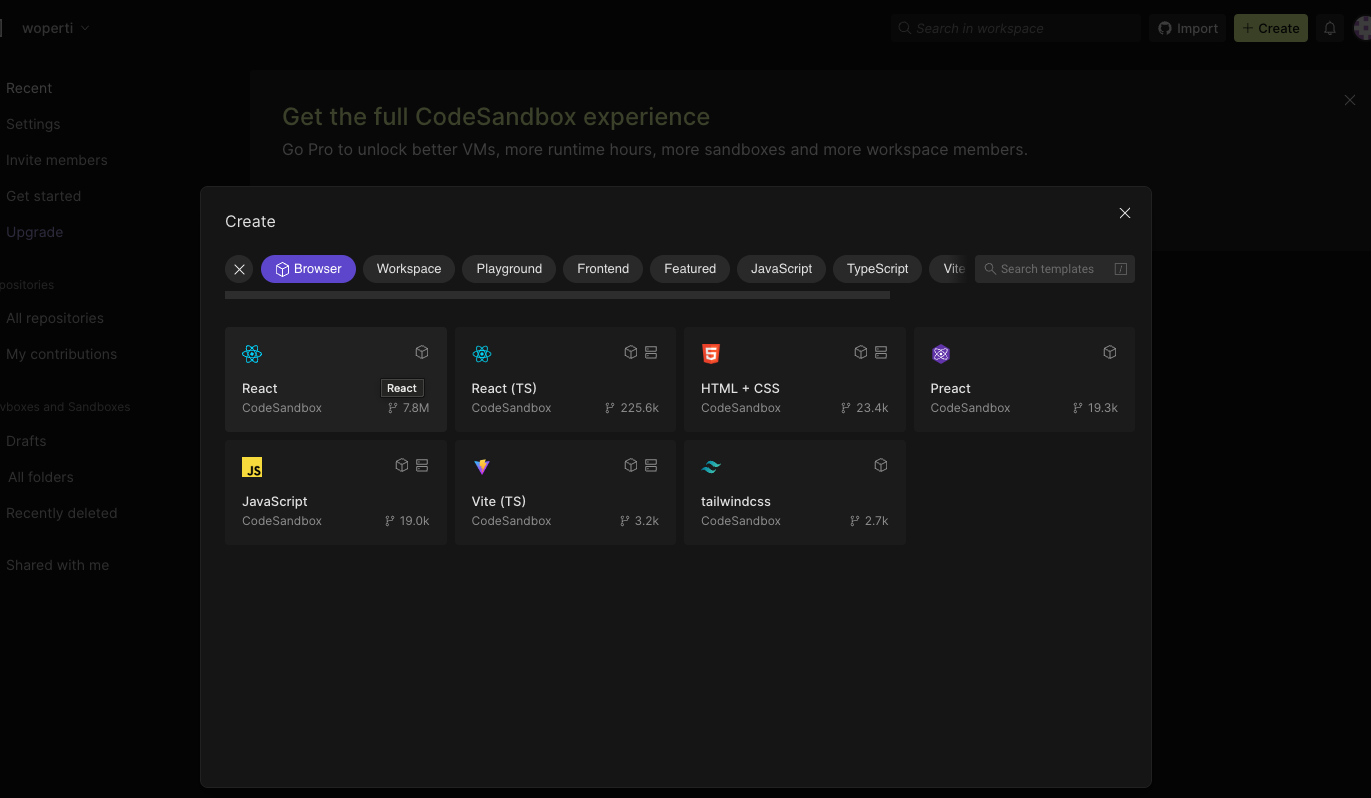 woperti
Search in workspace
Import
+ Create
Recent
Settings
Invite members
Get started
Upgrade
positories
All repositories
My contributions
vboxes and Sandboxes
Drafts
All folders
Recently deleted
Shared with me
Get the full CodeSandbox experience
Go Pro to unlock better VMs, more runtime hours, more sandboxes and more workspace members.
Create
Browser Workspace Playground Frontend Featured JavaScript TypeScript Vite
Search templates /
React React
CodeSandbox 7.8M
React (TS)
CodeSandbox 225.6k
5
HTML + CSS
CodeSandbox 23.4k
Preact
CodeSandbox 19.3k
JS
JavaScript
CodeSandbox 19.0k
Vite (TS)
CodeSandbox 3.2k
tailwindcss
CodeSandbox 2.7k